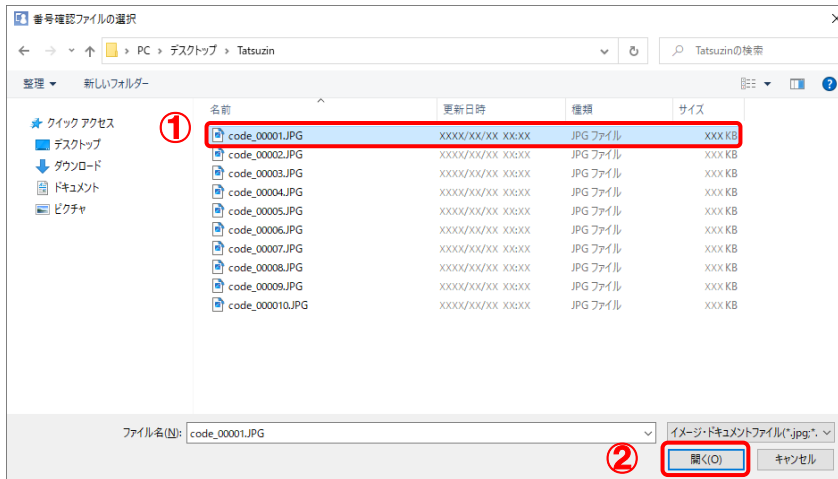 番号確認ファイルの選択
PC › デスクトップ › Tatsuzin
Tatsuzinの検索
整理 新しいフォルダー
名前 更新日時 種類 サイズ
クイック アクセス
デスクトップ
ダウンロード
ドキュメント
ピクチャ
①
code_00001.JPG XXXX/XX/XX XX:XX JPG ファイル XXX KB
code_00002.JPG XXXX/XX/XX XX:XX JPG ファイル XXX KB
code_00003.JPG XXXX/XX/XX XX:XX JPG ファイル XXX KB
code_00004.JPG XXXX/XX/XX XX:XX JPG ファイル XXX KB
code_00005.JPG XXXX/XX/XX XX:XX JPG ファイル XXX KB
code_00006.JPG XXXX/XX/XX XX:XX JPG ファイル XXX KB
code_00007.JPG XXXX/XX/XX XX:XX JPG ファイル XXX KB
code_00008.JPG XXXX/XX/XX XX:XX JPG ファイル XXX KB
code_00009.JPG XXXX/XX/XX XX:XX JPG ファイル XXX KB
code_000010.JPG XXXX/XX/XX XX:XX JPG ファイル XXX KB
ファイル名(N): code_00001.JPG イメージ・ドキュメントファイル(*.jpg;*.
② 開く(O) キャンセル